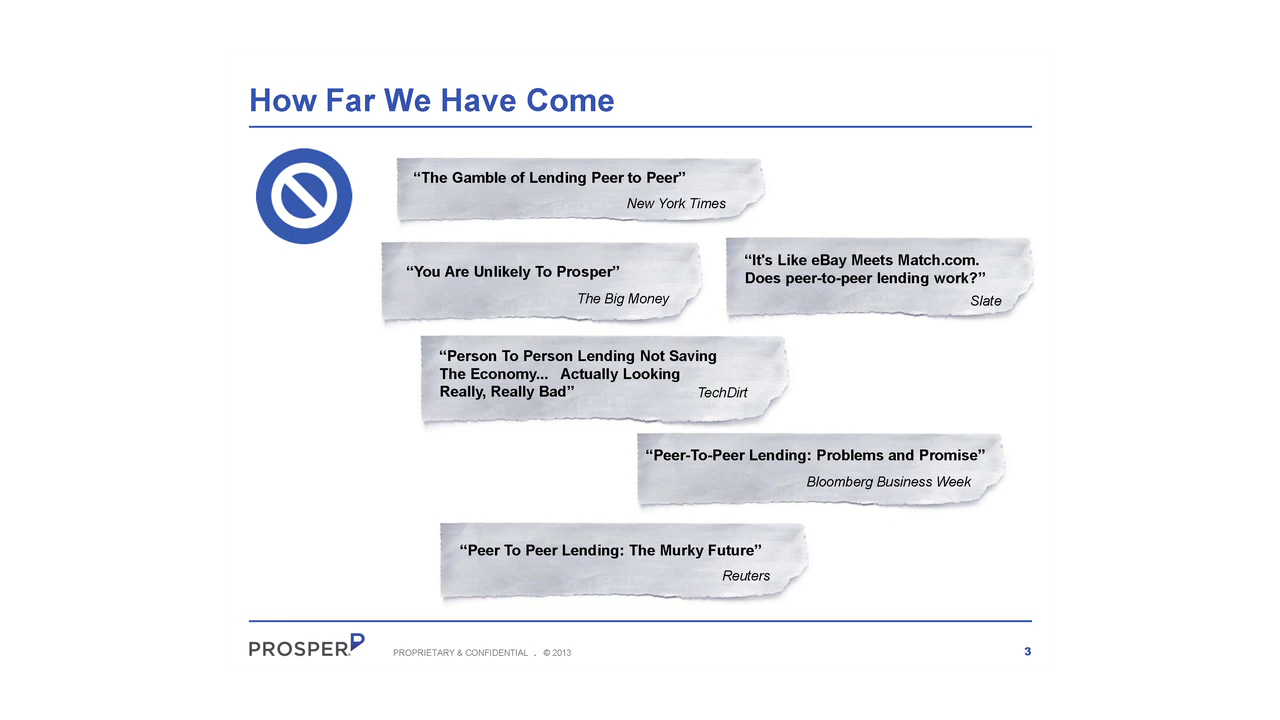 How Far We Have Come
“The Gamble of Lending Peer to Peer”
New York Times
“You Are Unlikely To Prosper”
The Big Money
“It's Like eBay Meets Match.com.
Does peer-to-peer lending work?”
Slate
“Person To Person Lending Not Saving
The Economy... Actually Looking
Really, Really Bad”
TechDirt
“Peer-To-Peer Lending: Problems and Promise”
Bloomberg Business Week
“Peer To Peer Lending: The Murky Future”
Reuters
PROSPER
PROPRIETARY & CONFIDENTIAL . © 2013
3